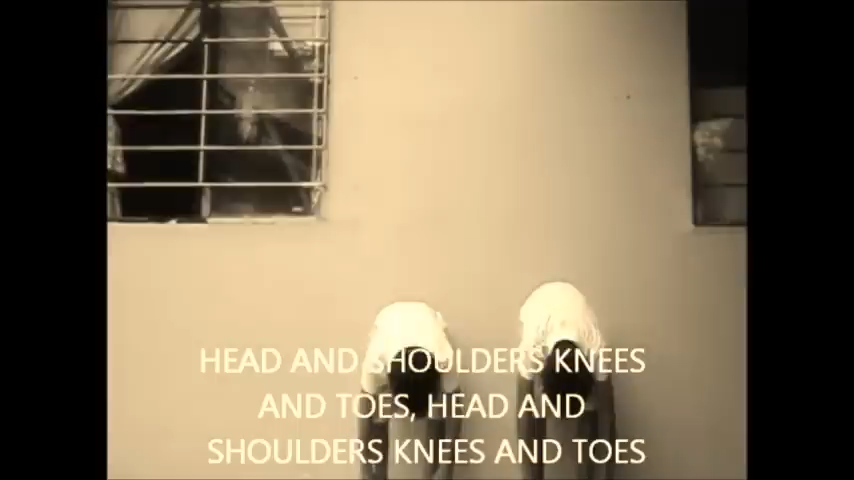 HEAD AND SHOULDERS KNEES
AND TOES, HEAD AND
SHOULDERS KNEES AND TOES